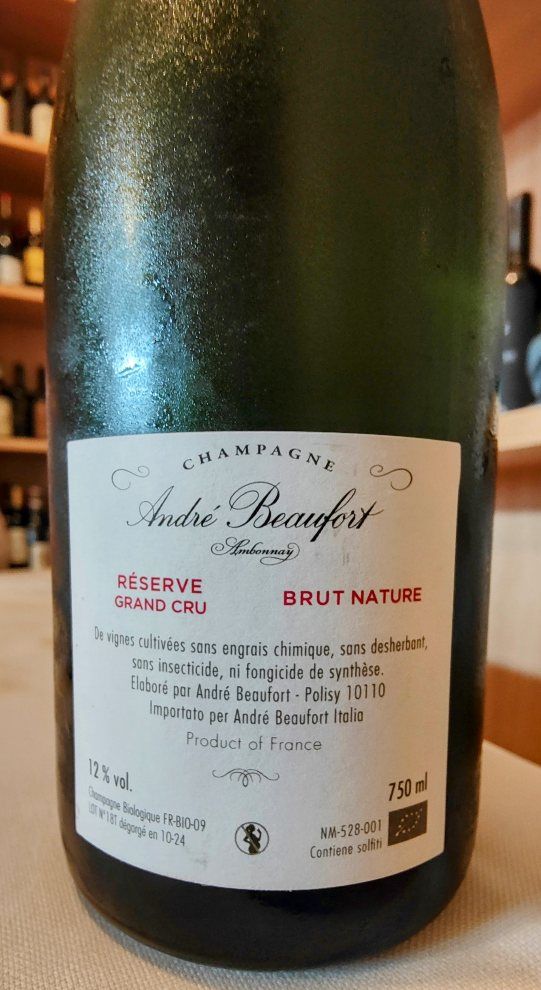 CHAMPAGNE
André Beaufort
Ambonnay
RÉSERVE
GRAND CRU
BRUT NATURE
De vignes cultivées sans engrais chimique, sans desherbant,
sans insecticide, ni fongicide de synthèse.
Elaboré par André Beaufort - Polisy 10110
Importato per André Beaufort Italia
Product of France
12 % vol.
Champagne Biologique FR-BIO-09
LOT N°18T dégorgé en 10-24
750 ml
NM-528-001
Contiene solfiti